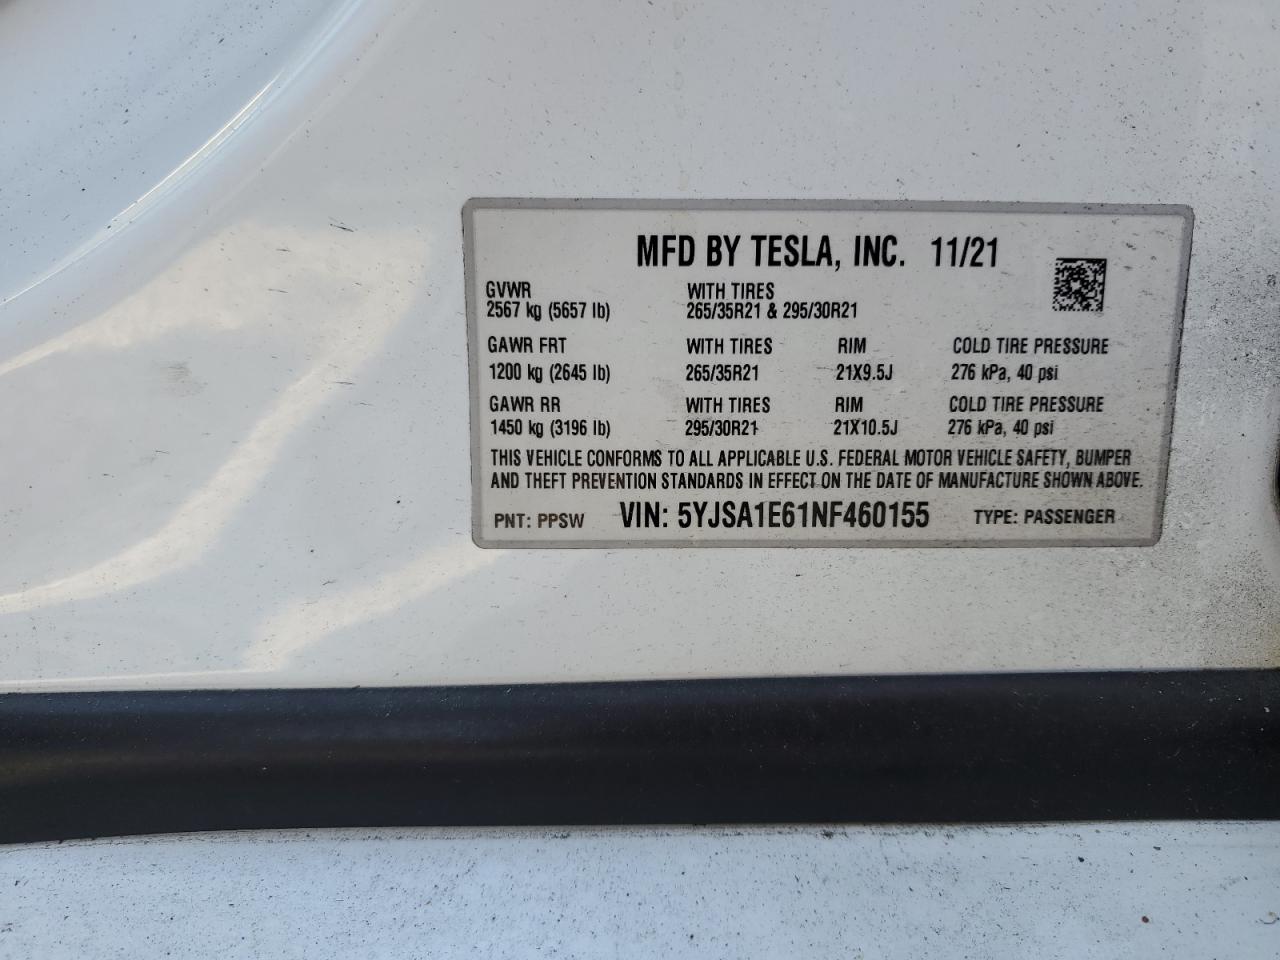 MFD BY TESLA, INC. 11/21
GVWR WITH TIRES
2567 kg (5657 lb) 265/35R21 & 295/30R21
GAWR FRT WITH TIRES RIM COLD TIRE PRESSURE
1200 kg (2645 lb) 265/35R21 21X9.5J 276 kPa, 40 psi
GAWR RR WITH TIRES RIM COLD TIRE PRESSURE
1450 kg (3196 lb) 295/30R21 21X10.5J 276 kPa, 40 psi
THIS VEHICLE CONFORMS TO ALL APPLICABLE U.S. FEDERAL MOTOR VEHICLE SAFETY, BUMPER
AND THEFT PREVENTION STANDARDS IN EFFECT ON THE DATE OF MANUFACTURE SHOWN ABOVE.
PNT: PPSW VIN: 5YJSA1E61NF460155 TYPE: PASSENGER